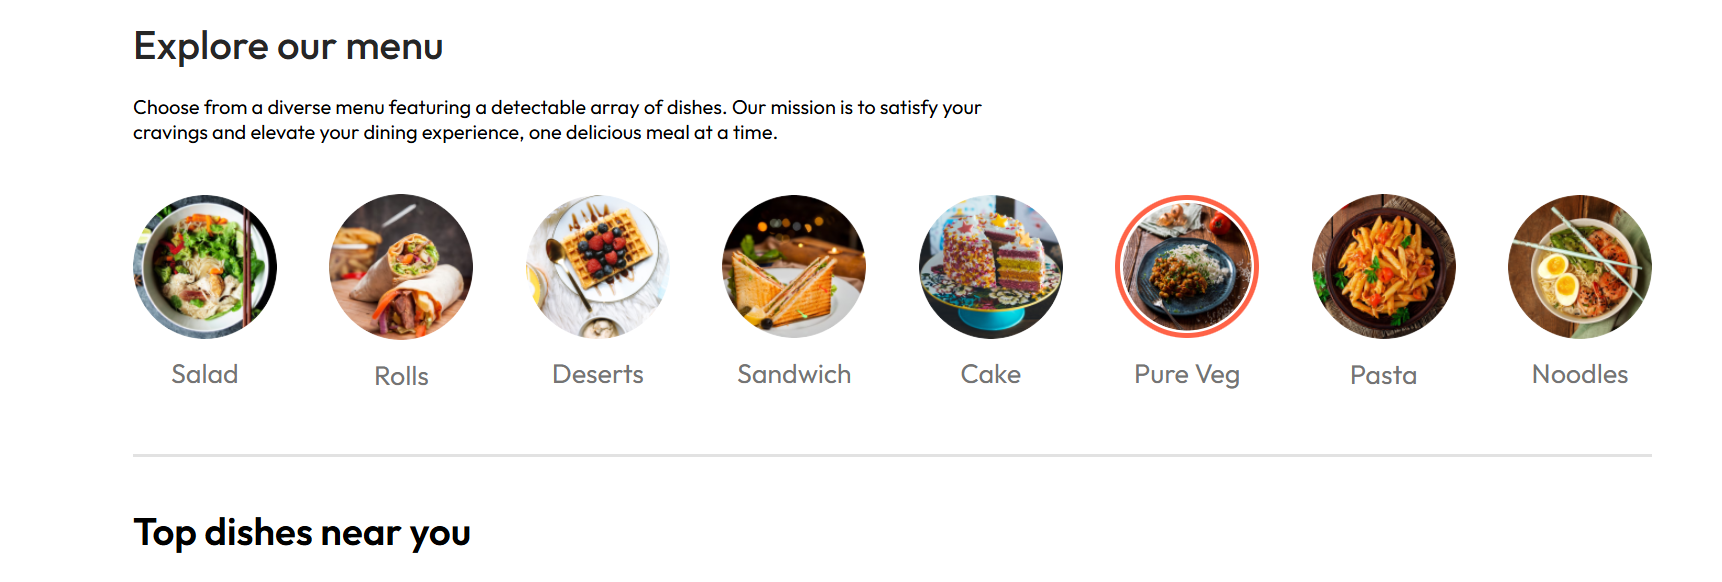 Explore our menu
Choose from a diverse menu featuring a detectable array of dishes. Our mission is to satisfy your
cravings and elevate your dining experience, one delicious meal at a time.
Salad
Rolls
Deserts
Sandwich
Cake
Pure Veg
Pasta
Noodles
Top dishes near you